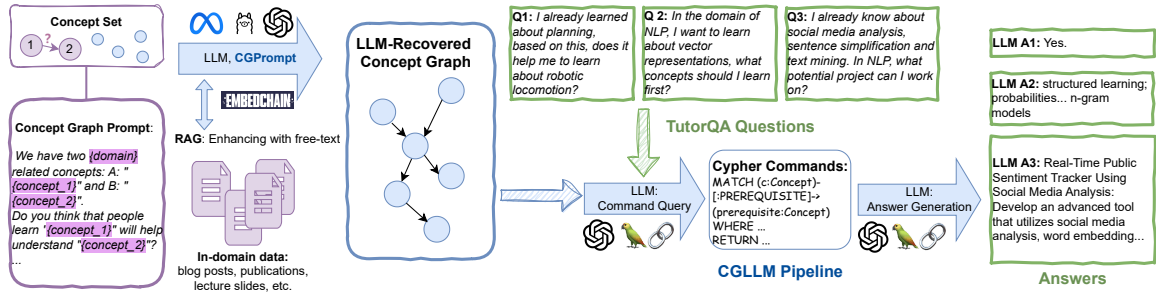 Concept Set
1
?
2
Concept Graph Prompt:
We have two {domain}
related concepts: A: "
{concept_1}" and B: "
{concept_2}".
Do you think that people
learn "{concept_1}" will help
understand "{concept_2}"?
...
LLM, CGPrompt
EMBEDCHAIN
RAG: Enhancing with free-text
In-domain data:
blog posts, publications,
lecture slides, etc.
LLM-Recovered
Concept Graph
Q1: I already learned
about planning,
based on this, does it
help me to learn
about robotic
locomotion?
Q 2: In the domain of
NLP, I want to learn
about vector
representations, what
concepts should I learn
first?
Q3: I already know about
social media analysis,
sentence simplification and
text mining. In NLP, what
potential project can I work
on?
TutorQA Questions
LLM:
Command Query
Cypher Commands:
MATCH (c:Concept)-
[:PREREQUISITE]->
(prerequisite:Concept)
WHERE ...
RETURN ...
CGLLM Pipeline
LLM:
Answer Generation
LLM A1: Yes.
LLM A2: structured learning;
probabilities... n-gram
models
LLM A3: Real-Time Public
Sentiment Tracker Using
Social Media Analysis:
Develop an advanced tool
that utilizes social media
analysis, word embedding...
Answers